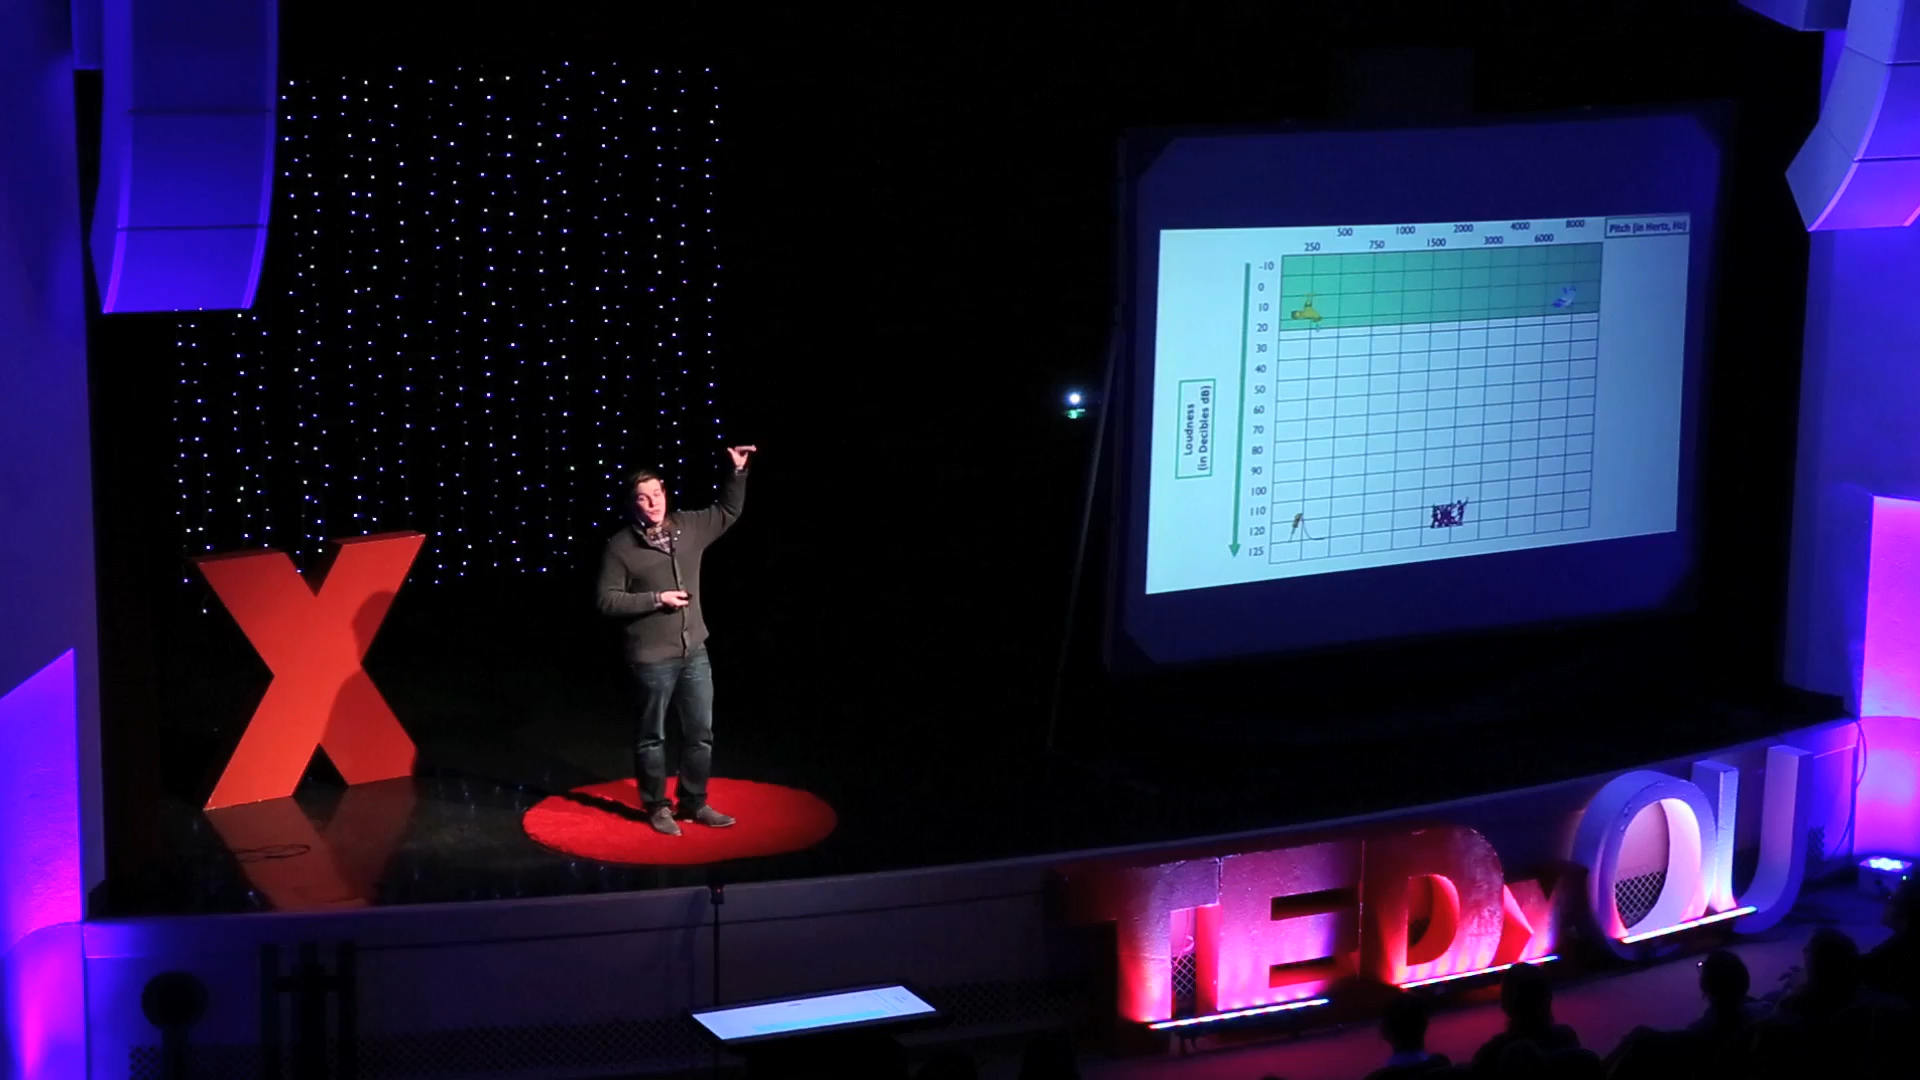 X
500 1000 2000 4000 8000
250 750 1500 3000 6000
Pitch (in Hertz, Hz)
-10
0
10
20
30
40
50
60
70
80
90
100
110
120
125
Loudness
(in Decibles dB)
TEDxOU